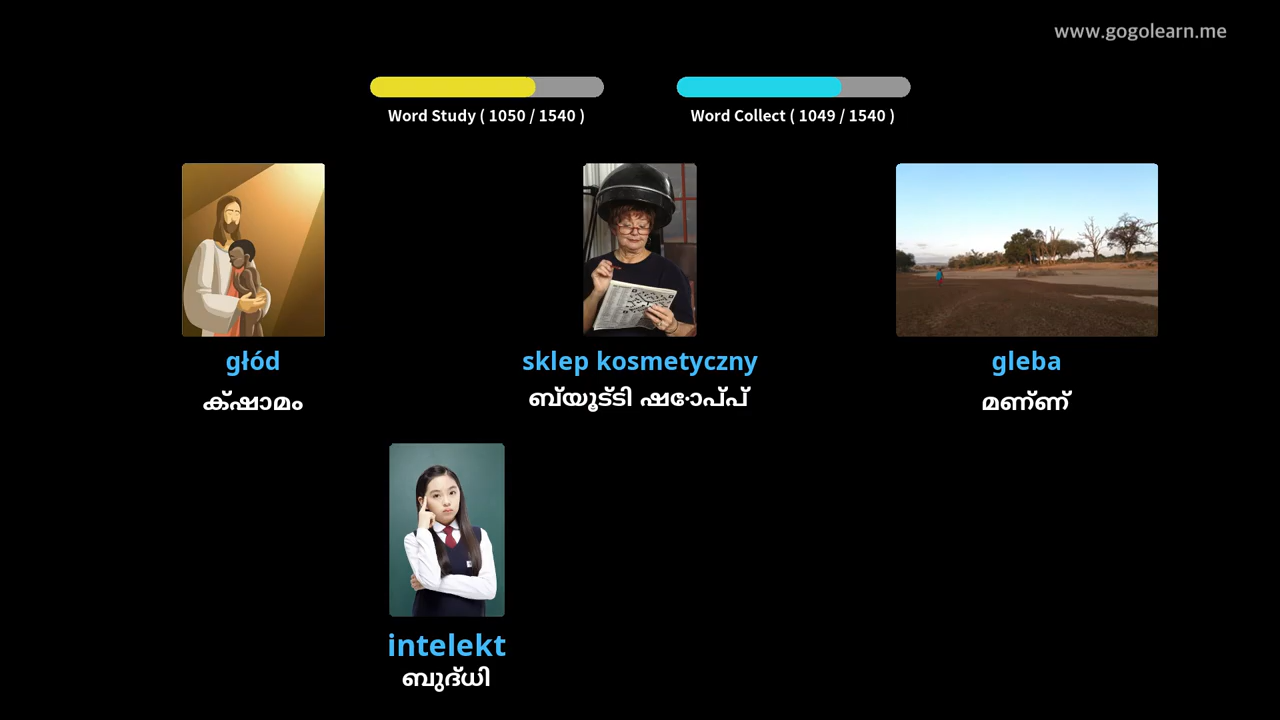 www.gogolearn.me
Word Study ( 1050 / 1540 )
Word Collect ( 1049 / 1540 )
głód
sklep kosmetyczny
gleba
ക്ഷാമം
ബ്യൂട്ടി ഷോപ്പ്
മണ്ണ്
intelekt
ബുദ്ധി